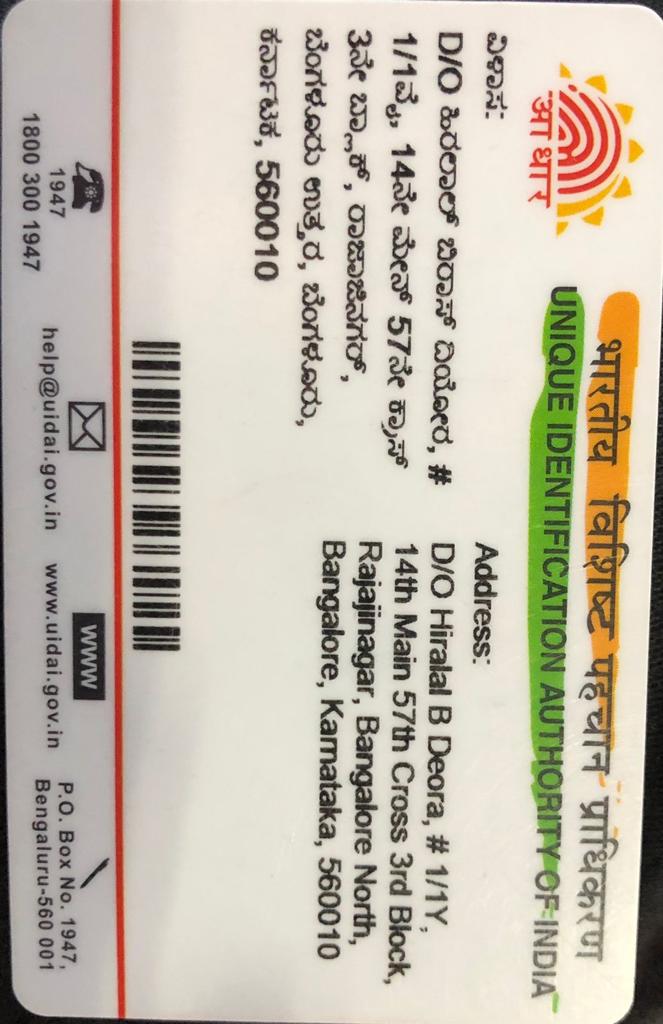 आधार
भारतीय विशिष्ट पहचान प्राधिकरण
UNIQUE IDENTIFICATION AUTHORITY OF INDIA
ವಿಳಾಸ:
D/O ಹಿರಲಾಲ್ ಬಿರಾಸ್ ದಿಯೋರ, #
1/1ವೈ, 14ನೇ ಮೇನ್ 57ನೇ ಕ್ರಾಸ್
3ನೇ ಬ್ಲಾಕ್, ರಾಜಾಜಿನಗರ್,
ಬೆಂಗಳೂರು ಉತ್ತರ, ಬೆಂಗಳೂರು,
ಕರ್ನಾಟಕ, 560010
Address:
D/O Hiralal B Deora, # 1/1Y,
14th Main 57th Cross 3rd Block,
Rajajinagar, Bangalore North,
Bangalore, Karnataka, 560010
1947
1800 300 1947
help@uidai.gov.in
www
www.uidai.gov.in
P.O. Box No. 1947,
Bengaluru-560 001